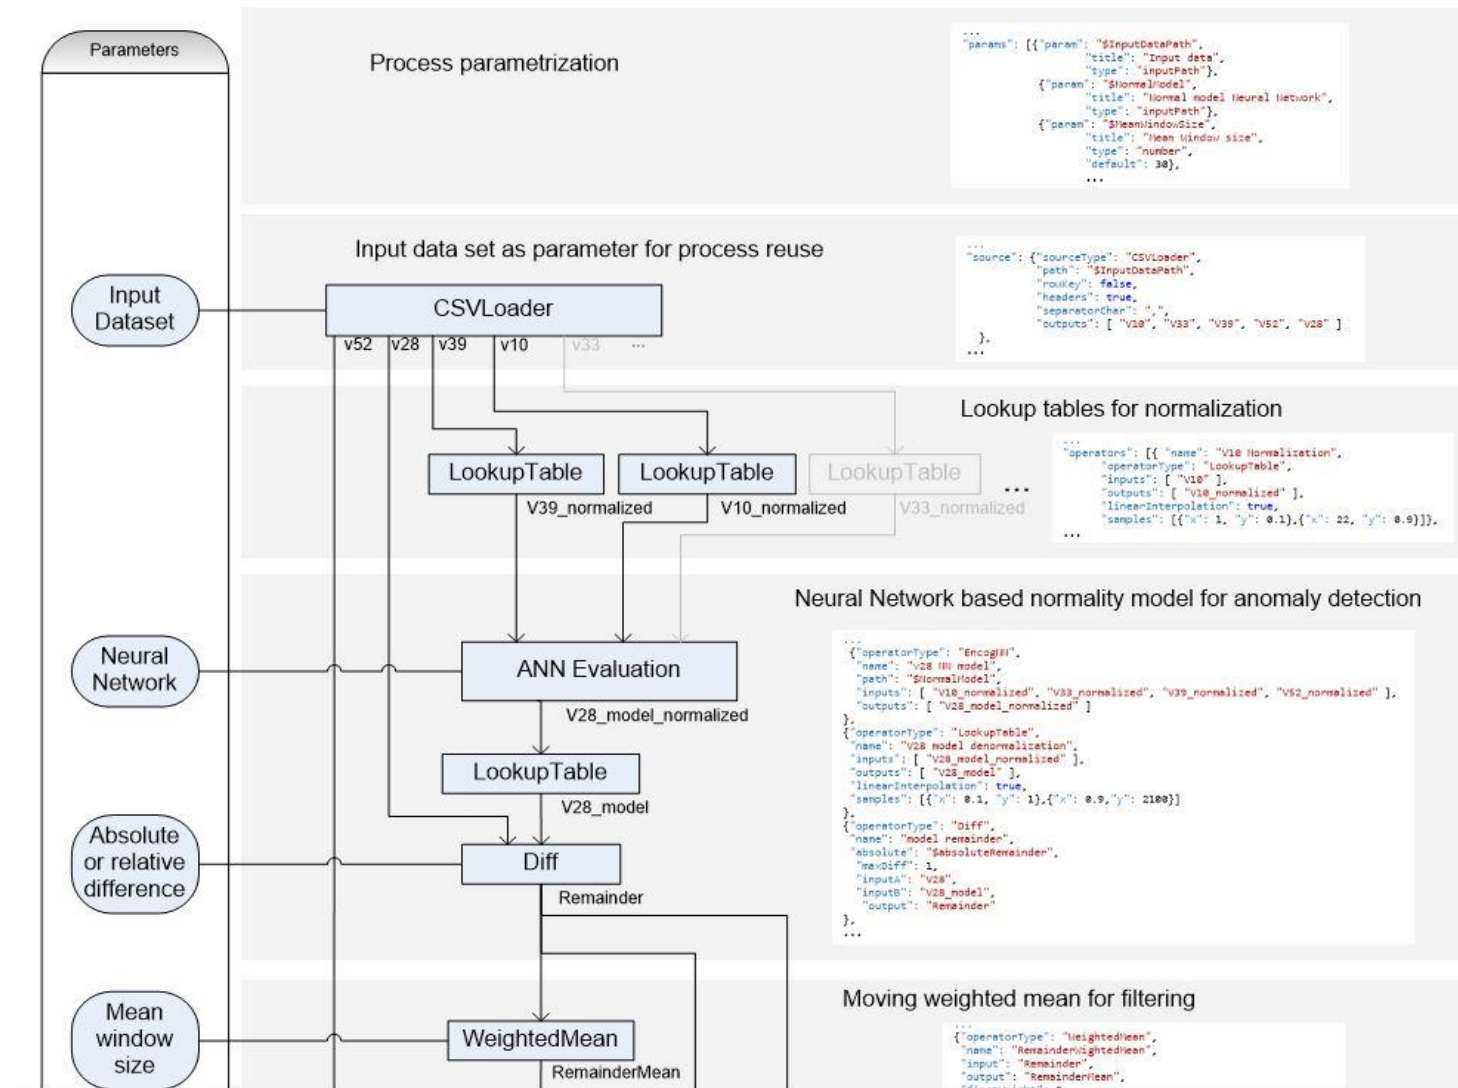 Parameters
Process parametrization
...
"params": [{"param": "$InputDataPath",
"title": "Input data",
"type": "inputPath"},
{"param": "$NormalModel",
"title": "Normal model Neural Network",
"type": "inputPath"},
{"param": "$MeanWindowSize",
"title": "Mean Window size",
"type": "number",
"default": 30},
...
Input data set as parameter for process reuse
...
"source": {"sourceType": "CSVLoader",
"path": "$InputDataPath",
"rowKey": false,
"headers": true,
"separatorChar": ",",
"outputs": [ "V10", "V33", "V39", "V52", "V28" ]
},
...
Input
Dataset
CSVLoader
v52 v28 v39 v10 v33 ...
Lookup tables for normalization
...
"operators": [{ "name": "V10 Normalization",
"operatorType": "LookupTable",
"inputs": [ "V10" ],
"outputs": [ "V10_normalized" ],
"linearInterpolation": true,
"samples": [{"x": 1, "y": 0.1},{"x": 22, "y": 0.9}]},
...
LookupTable LookupTable LookupTable ...
V39_normalized V10_normalized V33_normalized
Neural Network based normality model for anomaly detection
...
{"operatorType": "EncogNN",
"name": "v28 NN model",
"path": "$NormalModel",
"inputs": [ "V10_normalized", "V33_normalized", "V39_normalized", "V52_normalized" ],
"outputs": [ "V28_model_normalized" ]
},
{"operatorType": "LookupTable",
"name": "V28 model denormalization",
"inputs": [ "V28_model_normalized" ],
"outputs": [ "V28_model" ],
"linearInterpolation": true,
"samples": [{"x": 0.1, "y": 1},{"x": 0.9,"y": 2100}]
},
{"operatorType": "Diff",
"name": "model remainder",
"absolute": "$absoluteRemainder",
"maxDiff": 1,
"inputA": "V28",
"inputB": "V28_model",
"output": "Remainder"
},
...
Neural
Network
ANN Evaluation
V28_model_normalized
LookupTable
V28_model
Absolute
or relative
difference
Diff
Remainder
Moving weighted mean for filtering
...
{"operatorType": "WeightedMean",
"name": "RemainderWightedMean",
"input": "Remainder",
"output": "RemainderMean",
Mean
window
size
WeightedMean
RemainderMean